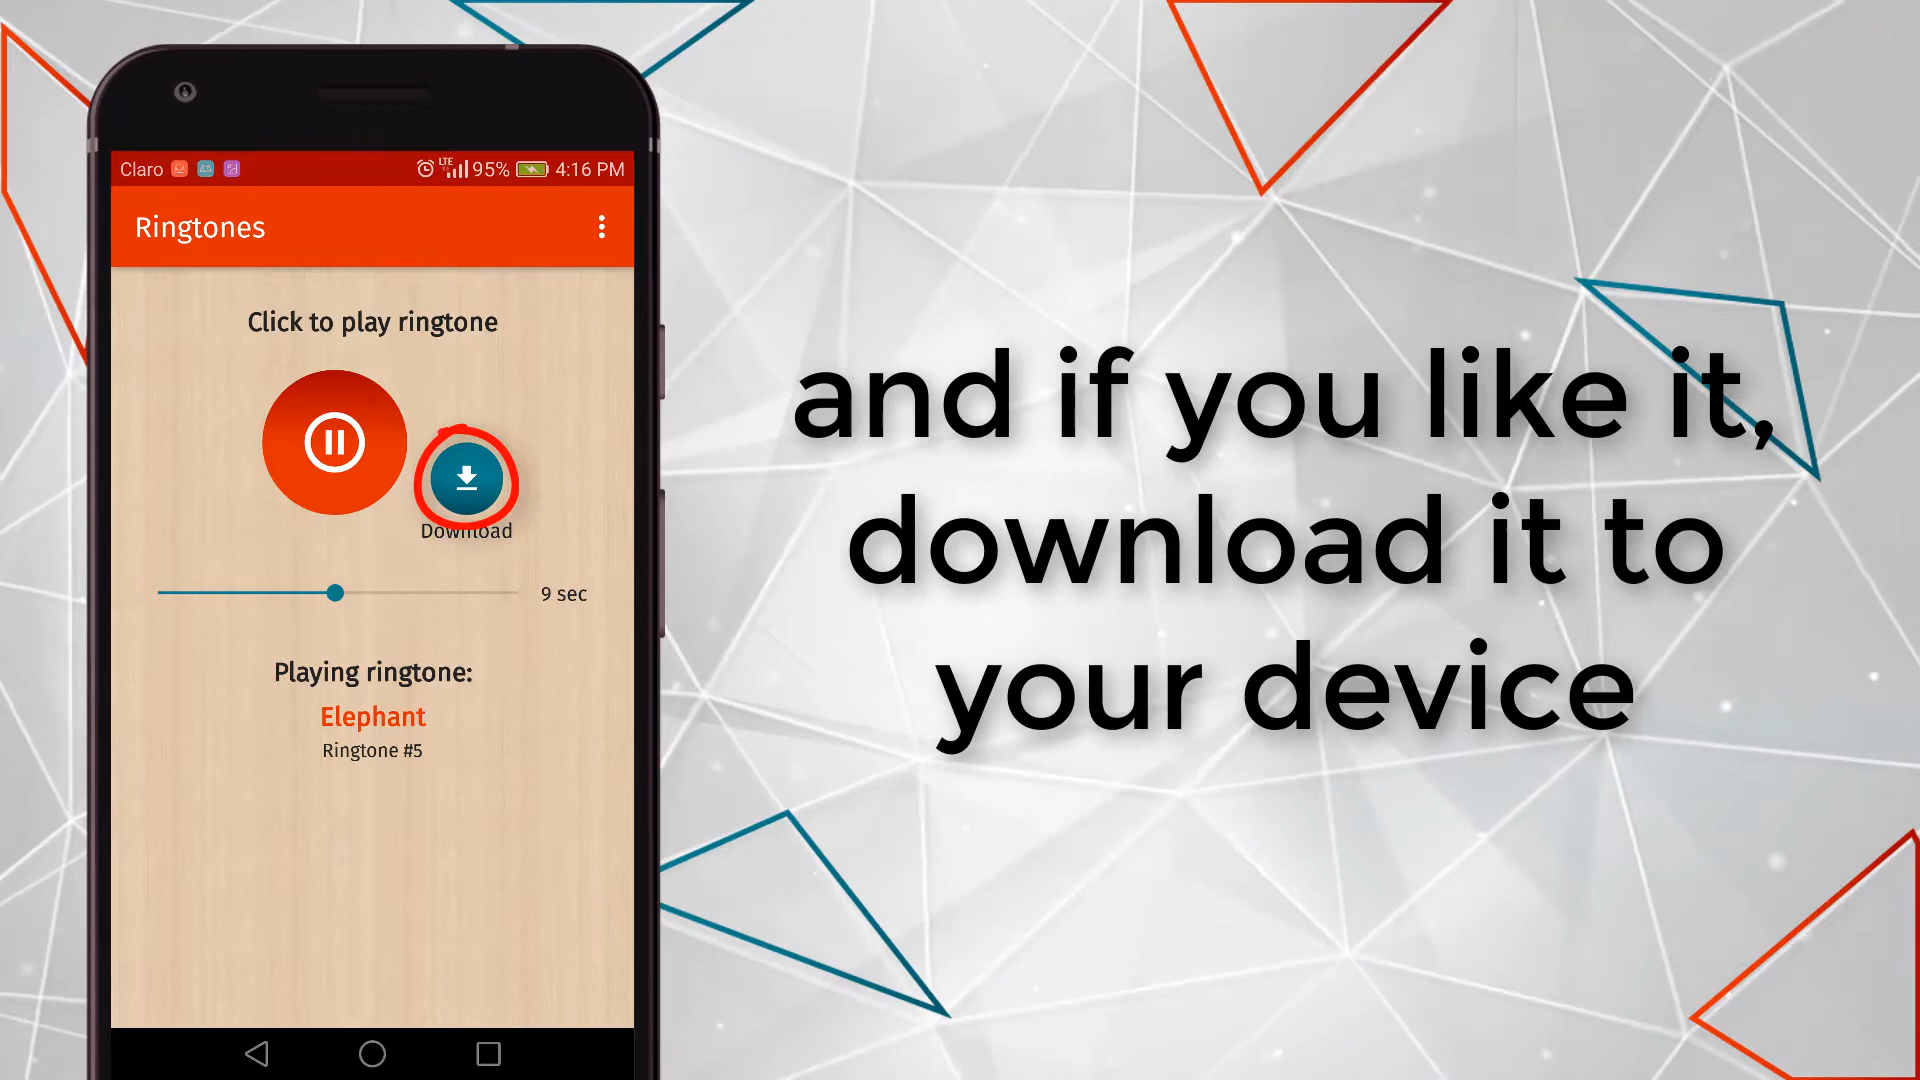 Claro LTE 95% 4:16 PM
Ringtones
Click to play ringtone
Download
9 sec
Playing ringtone:
Elephant
Ringtone #5
and if you like it,
download it to
your device